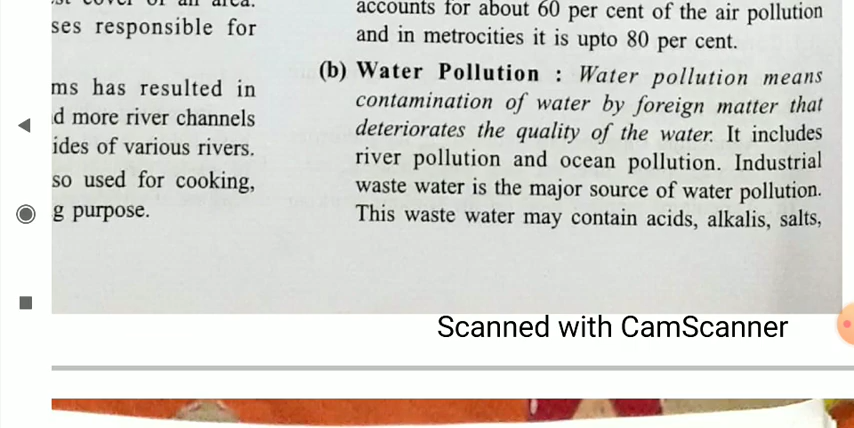 ses responsible for
ms has resulted in
d more river channels
ides of various rivers.
so used for cooking,
g purpose.
accounts for about 60 per cent of the air pollution
and in metrocities it is upto 80 per cent.
(b) Water Pollution : Water pollution means
contamination of water by foreign matter that
deteriorates the quality of the water. It includes
river pollution and ocean pollution. Industrial
waste water is the major source of water pollution.
This waste water may contain acids, alkalis, salts,
Scanned with CamScanner